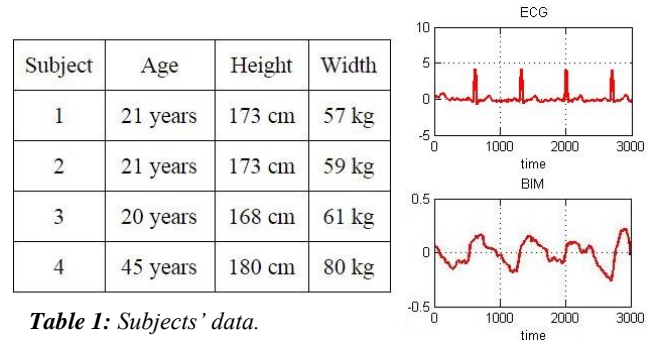 Subject Age Height Width
1 21 years 173 cm 57 kg
2 21 years 173 cm 59 kg
3 20 years 168 cm 61 kg
4 45 years 180 cm 80 kg
Table 1: Subjects’ data.
ECG
10
5
0
-5
0 1000 2000 3000
time
BIM
0.5
0
-0.5
0 1000 2000 3000
time